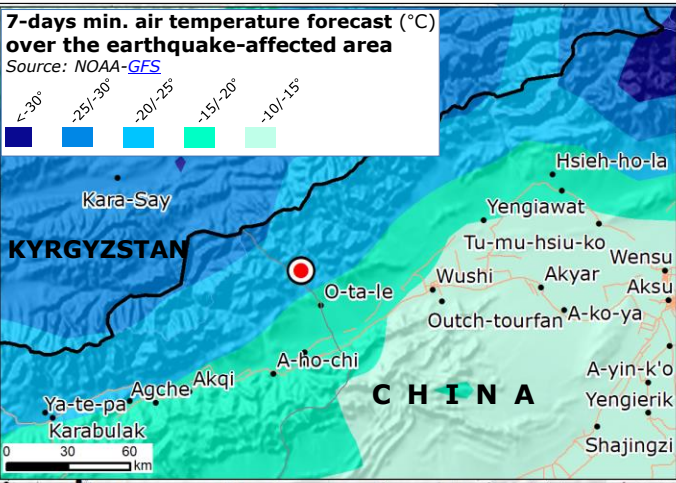 7-days min. air temperature forecast (°C)
over the earthquake-affected area
Source: NOAA-GFS
<-30°
-25/-30°
-20/-25°
-15/-20°
-10/-15°
Hsieh-ho-la
Kara-Say
Yengiawat
KYRGYZSTAN
Tu-mu-hsiu-ko
Wensu
Wushi
Akyar
Aksu
O-ta-le
Outch-tourfan
A-ko-ya
A-ho-chi
A-yin-k'o
Agche
Akqi
CHINA
Ya-te-pa
Yengierik
Karabulak
Shajingzi
0 30 60
km